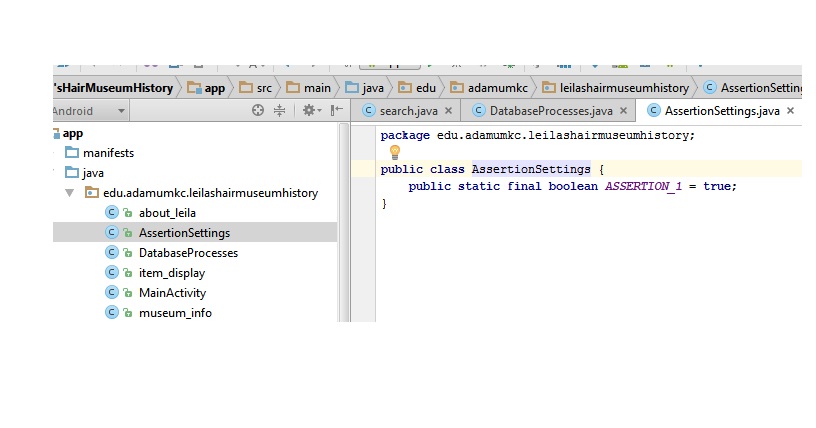 'sHairMuseumHistory app src main java edu adamumkc leilashairmuseumhistory AssertionSetting
Android
search.java DatabaseProcesses.java AssertionSettings.java
app
manifests
java
edu.adamumkc.leilashairmuseumhistory
about_leila
AssertionSettings
DatabaseProcesses
item_display
MainActivity
museum_info
package edu.adamumkc.leilashairmuseumhistory;
public class AssertionSettings {
public static final boolean ASSERTION_1 = true;
}